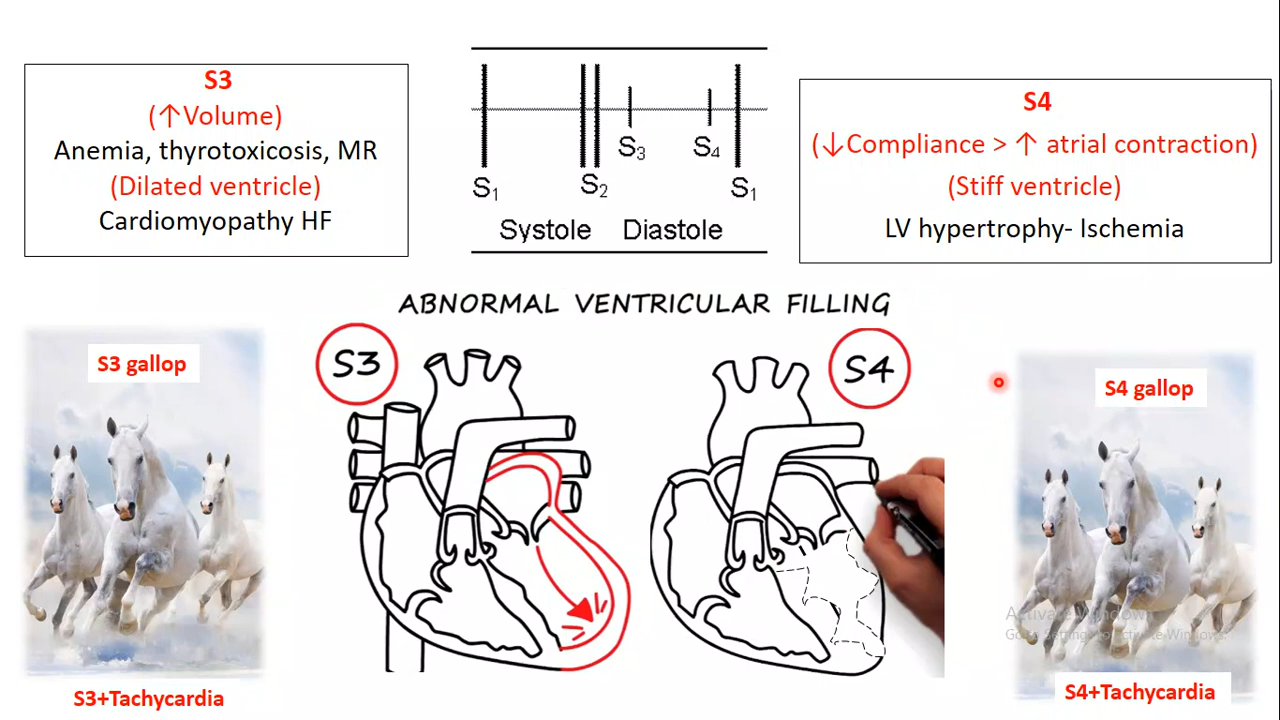 S3
(↑Volume)
Anemia, thyrotoxicosis, MR
(Dilated ventricle)
Cardiomyopathy HF
S₁
S₂
S₃
S₄
S₁
Systole
Diastole
S4
(↓Compliance > ↑ atrial contraction)
(Stiff ventricle)
LV hypertrophy- Ischemia
ABNORMAL VENTRICULAR FILLING
S3 gallop
S3
S4
S4 gallop
S3+Tachycardia
S4+Tachycardia
Activate Windows